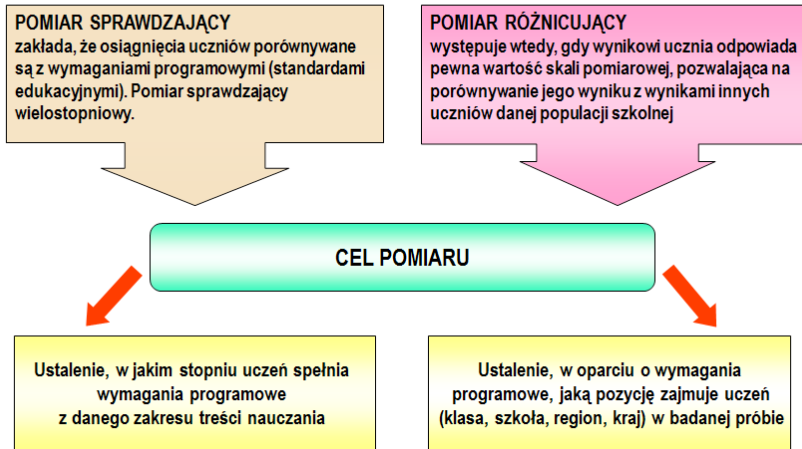 POMIAR SPRAWDZAJĄCY
zakłada, że osiągnięcia uczniów porównywane
są z wymaganiami programowymi (standardami
edukacyjnymi). Pomiar sprawdzający
wielostopniowy.
POMIAR RÓŻNICUJĄCY
występuje wtedy, gdy wynikowi ucznia odpowiada
pewna wartość skali pomiarowej, pozwalająca na
porównywanie jego wyniku z wynikami innych
uczniów danej populacji szkolnej
CEL POMIARU
Ustalenie, w jakim stopniu uczeń spełnia
wymagania programowe
z danego zakresu treści nauczania
Ustalenie, w oparciu o wymagania
programowe, jaką pozycję zajmuje uczeń
(klasa, szkoła, region, kraj) w badanej próbie